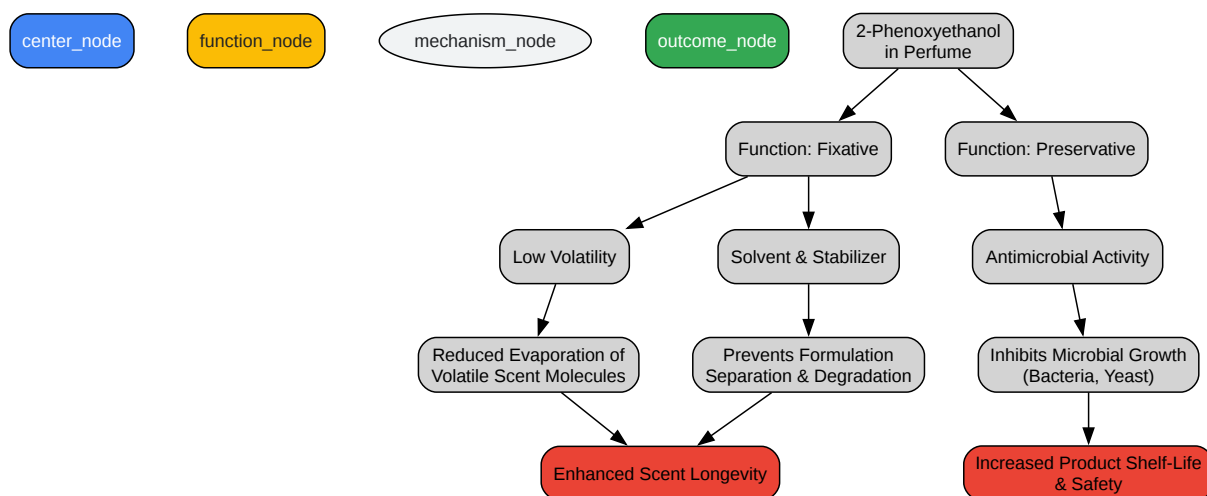 center_node
function_node
mechanism_node
outcome_node
2-Phenoxyethanol
in Perfume
Function: Fixative
Function: Preservative
Low Volatility
Solvent & Stabilizer
Antimicrobial Activity
Reduced Evaporation of
Volatile Scent Molecules
Prevents Formulation
Separation & Degradation
Inhibits Microbial Growth
(Bacteria, Yeast)
Enhanced Scent Longevity
Increased Product Shelf-Life
& Safety